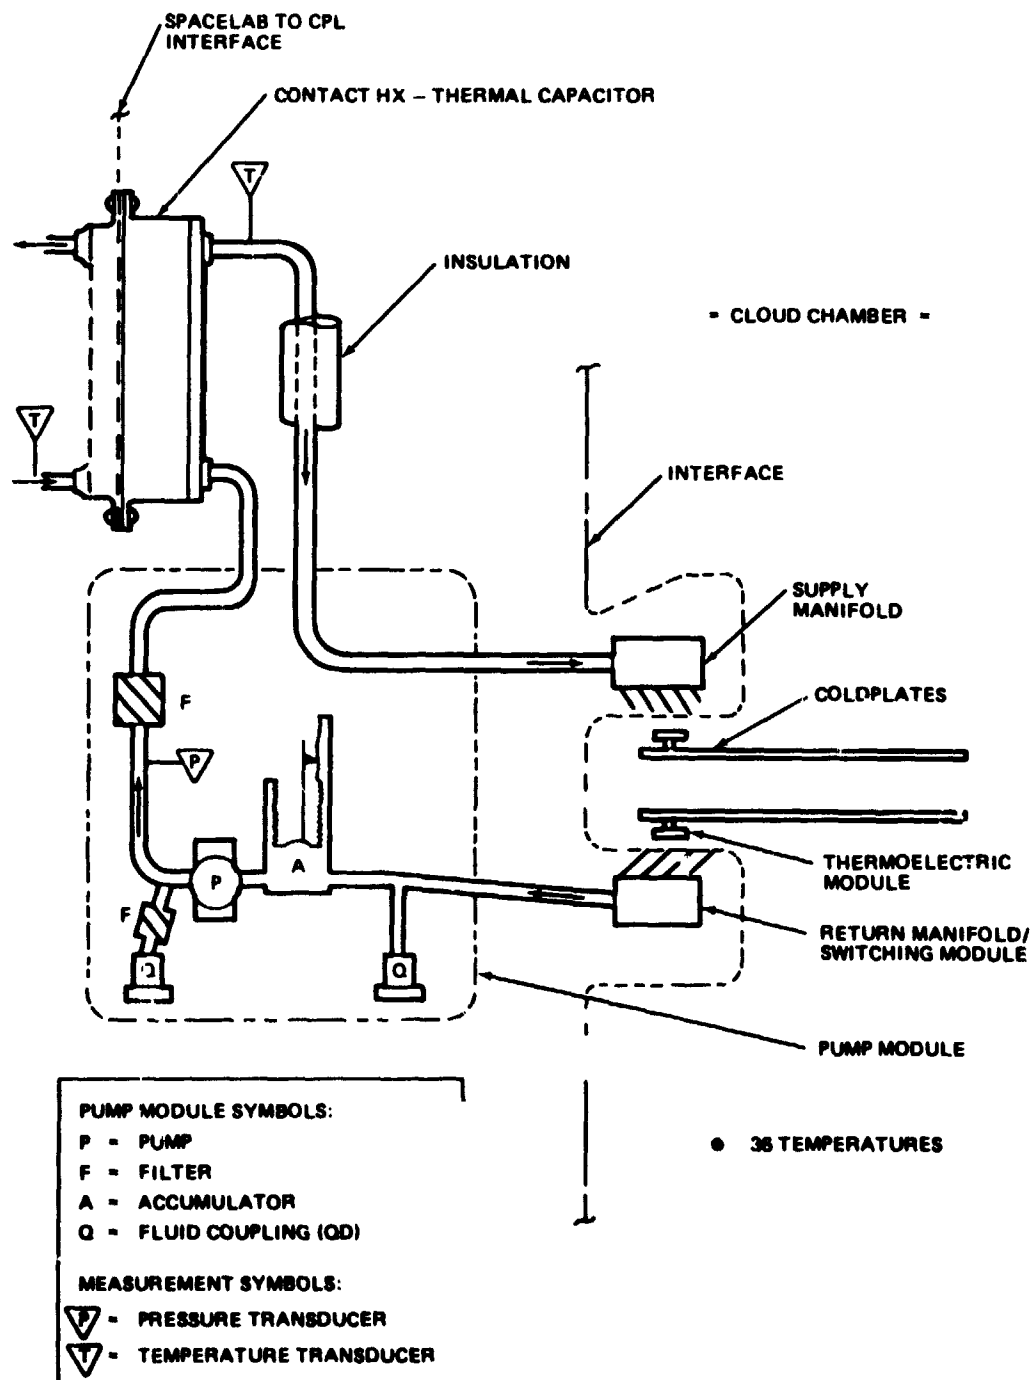 SPACELAB TO CPL
INTERFACE
CONTACT HX – THERMAL CAPACITOR
T
INSULATION
= CLOUD CHAMBER =
T
INTERFACE
SUPPLY
MANIFOLD
F
COLDPLATES
P
A
P
THERMOELECTRIC
MODULE
F
RETURN MANIFOLD/
SWITCHING MODULE
Q
Q
PUMP MODULE
PUMP MODULE SYMBOLS:
P = PUMP
F = FILTER
A = ACCUMULATOR
Q = FLUID COUPLING (QD)
● 36 TEMPERATURES
MEASUREMENT SYMBOLS:
P = PRESSURE TRANSDUCER
T = TEMPERATURE TRANSDUCER